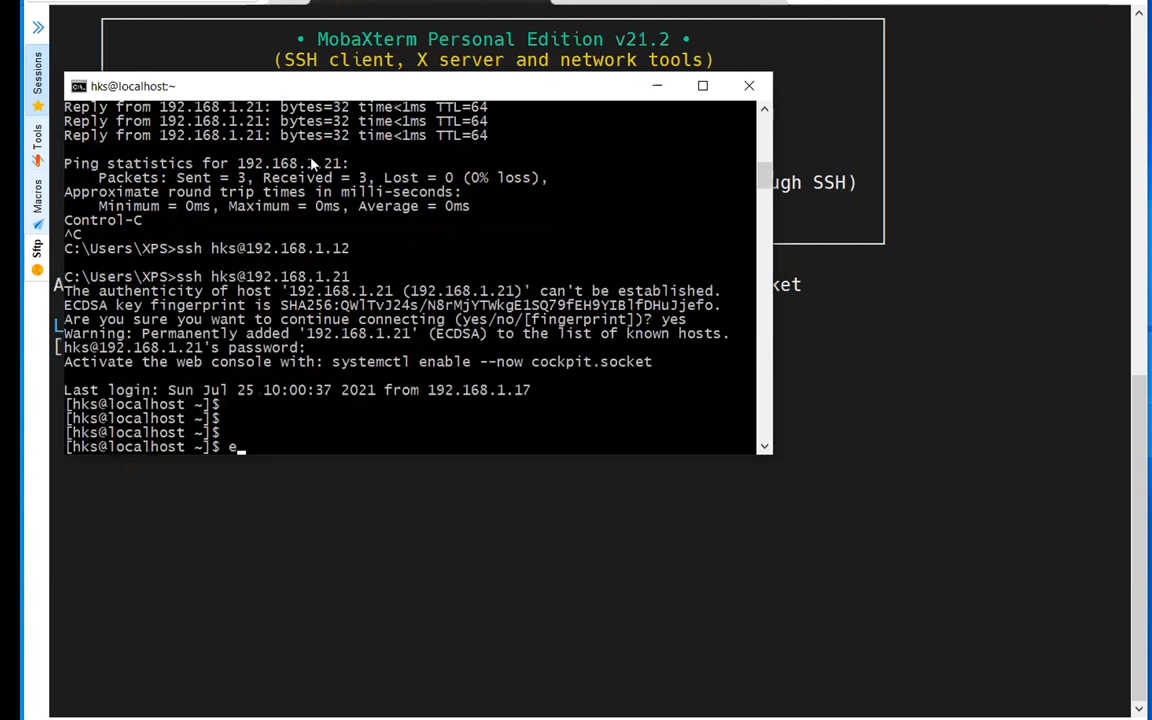 • MobaXterm Personal Edition v21.2 •
(SSH client, X server and network tools)
Sessions
Tools
Macros
Sftp
hks@localhost:~
Reply from 192.168.1.21: bytes=32 time<1ms TTL=64
Reply from 192.168.1.21: bytes=32 time<1ms TTL=64
Reply from 192.168.1.21: bytes=32 time<1ms TTL=64
Ping statistics for 192.168.1.21:
Packets: Sent = 3, Received = 3, Lost = 0 (0% loss),
Approximate round trip times in milli-seconds:
Minimum = 0ms, Maximum = 0ms, Average = 0ms
Control-C
^C
C:\Users\XPS>ssh hks@192.168.1.12
C:\Users\XPS>ssh hks@192.168.1.21
The authenticity of host '192.168.1.21 (192.168.1.21)' can't be established.
ECDSA key fingerprint is SHA256:QWlTvJ24s/N8rMjYTWkgE1SQ79fEH9YIBlfDHuJjefo.
Are you sure you want to continue connecting (yes/no/[fingerprint])? yes
Warning: Permanently added '192.168.1.21' (ECDSA) to the list of known hosts.
hks@192.168.1.21's password:
Activate the web console with: systemctl enable --now cockpit.socket
Last login: Sun Jul 25 10:00:37 2021 from 192.168.1.17
[hks@localhost ~]$
[hks@localhost ~]$
[hks@localhost ~]$
[hks@localhost ~]$ e
ugh SSH)
A
ket
L
[